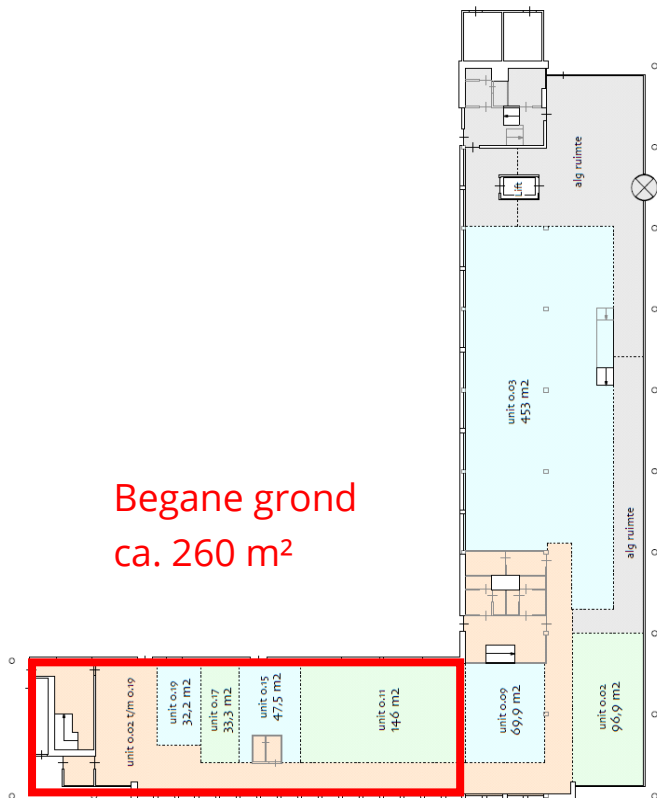 Lift
alg ruimte
unit 0.03
453 m2
Begane grond
ca. 260 m²
alg ruimte
unit 0.02 t/m 0.19
unit 0.19
32,2 m2
unit 0.17
33,3 m2
unit 0.15
47,5 m2
unit 0.11
146 m2
unit 0.09
69,9 m2
unit 0.02
96,9 m2